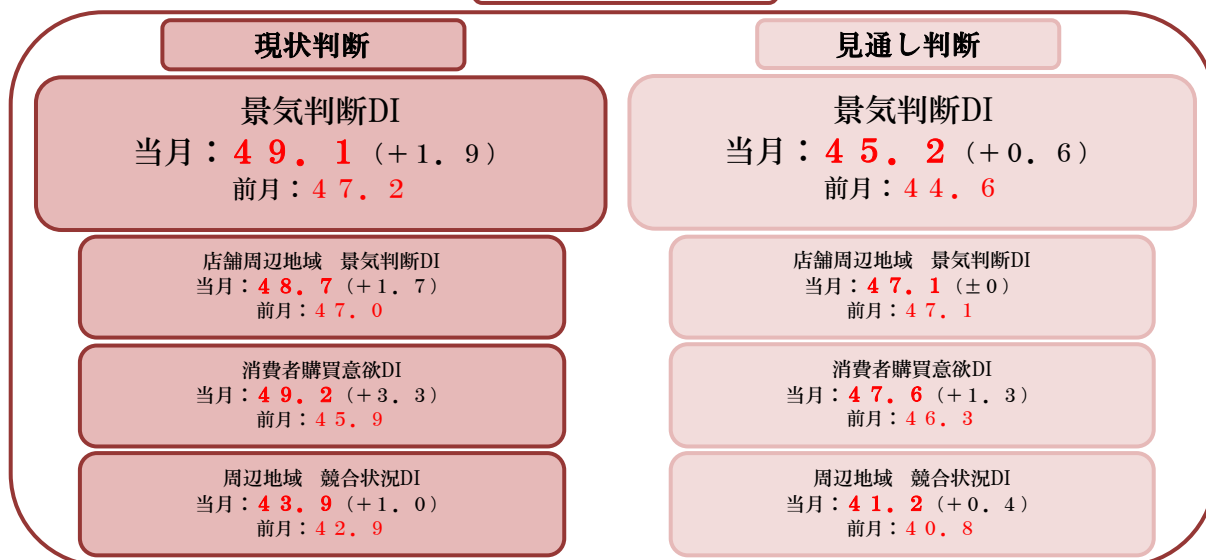 現状判断
景気判断DI
当月：４９．１（＋１．９）
前月：４７．２
店舗周辺地域　景気判断DI
当月：４８．７（＋１．７）
前月：４７．０
消費者購買意欲DI
当月：４９．２（＋３．３）
前月：４５．９
周辺地域　競合状況DI
当月：４３．９（＋１．０）
前月：４２．９
見通し判断
景気判断DI
当月：４５．２（＋０．６）
前月：４４．６
店舗周辺地域　景気判断DI
当月：４７．１（±０）
前月：４７．１
消費者購買意欲DI
当月：４７．６（＋１．３）
前月：４６．３
周辺地域　競合状況DI
当月：４１．２（＋０．４）
前月：４０．８